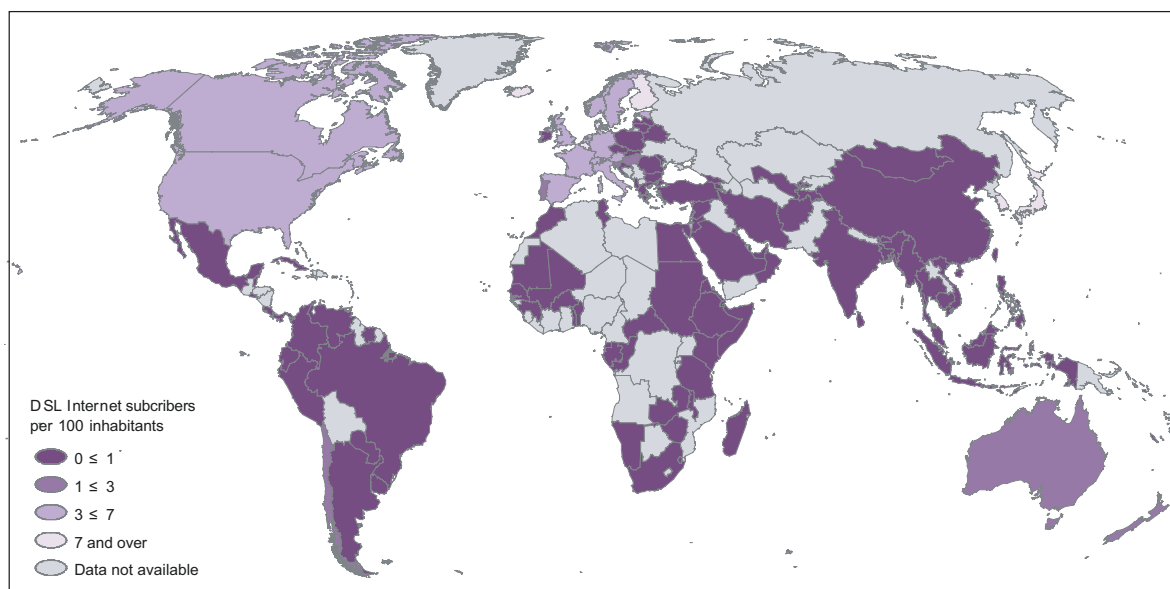 DSL Internet subcribers
per 100 inhabitants
0 ≤ 1
1 ≤ 3
3 ≤ 7
7 and over
Data not available